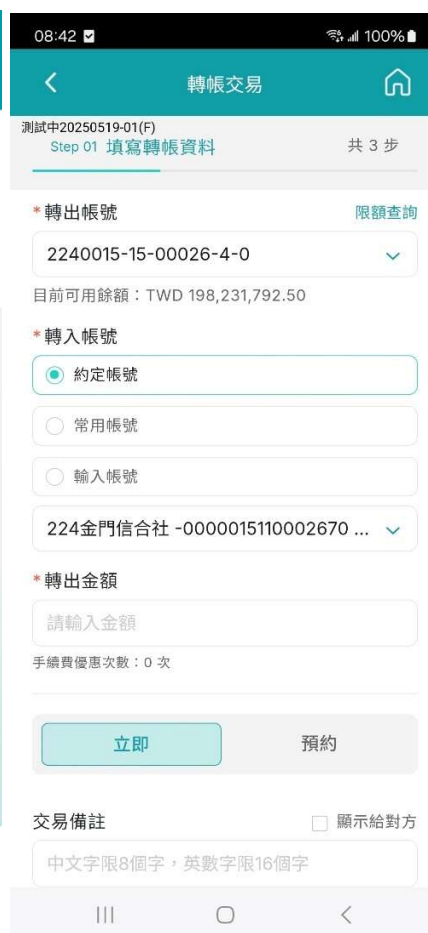 08:42
100%
轉帳交易
測試中20250519-01(F)
Step 01 填寫轉帳資料 共 3 步
*轉出帳號 限額查詢
2240015-15-00026-4-0
目前可用餘額：TWD 198,231,792.50
*轉入帳號
約定帳號
常用帳號
輸入帳號
224金門信合社 -0000015110002670 ...
*轉出金額
請輸入金額
手續費優惠次數：0 次
立即 預約
交易備註 顯示給對方
中文字限8個字，英數字限16個字